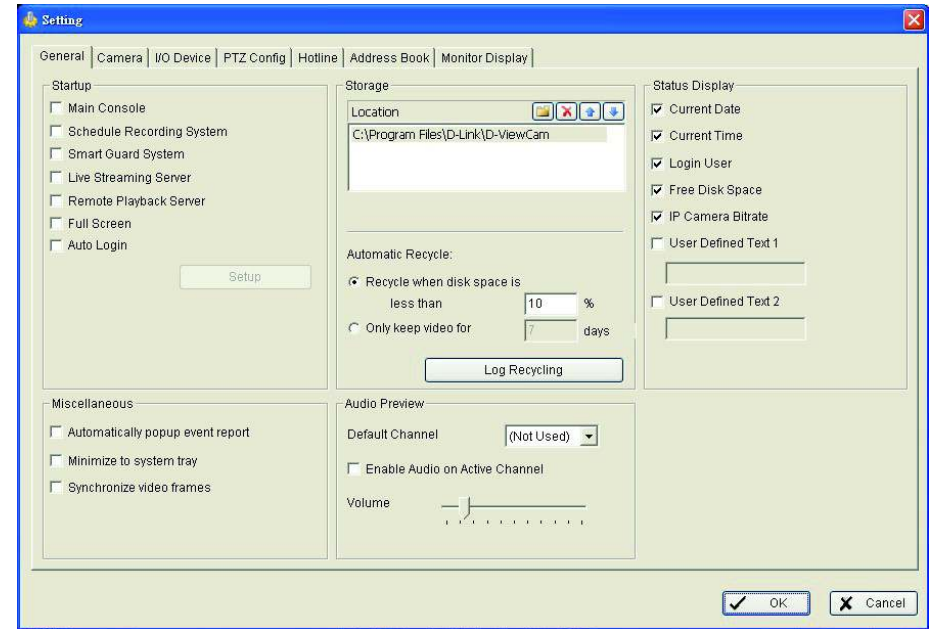 Setting
General Camera I/O Device PTZ Config Hotline Address Book Monitor Display
Startup
Main Console
Schedule Recording System
Smart Guard System
Live Streaming Server
Remote Playback Server
Full Screen
Auto Login
Setup
Storage
Location
C:\Program Files\D-Link\D-ViewCam
Automatic Recycle:
Recycle when disk space is
less than 10 %
Only keep video for 7 days
Log Recycling
Status Display
Current Date
Current Time
Login User
Free Disk Space
IP Camera Bitrate
User Defined Text 1
User Defined Text 2
Miscellaneous
Automatically popup event report
Minimize to system tray
Synchronize video frames
Audio Preview
Default Channel (Not Used)
Enable Audio on Active Channel
Volume
OK Cancel